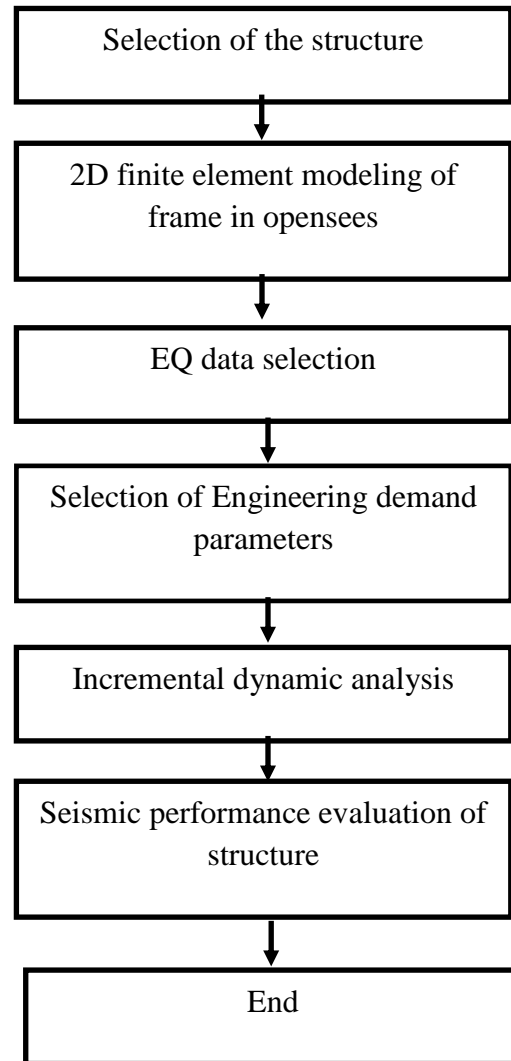 Selection of the structure
2D finite element modeling of
frame in opensees
EQ data selection
Selection of Engineering demand
parameters
Incremental dynamic analysis
Seismic performance evaluation of
structure
End